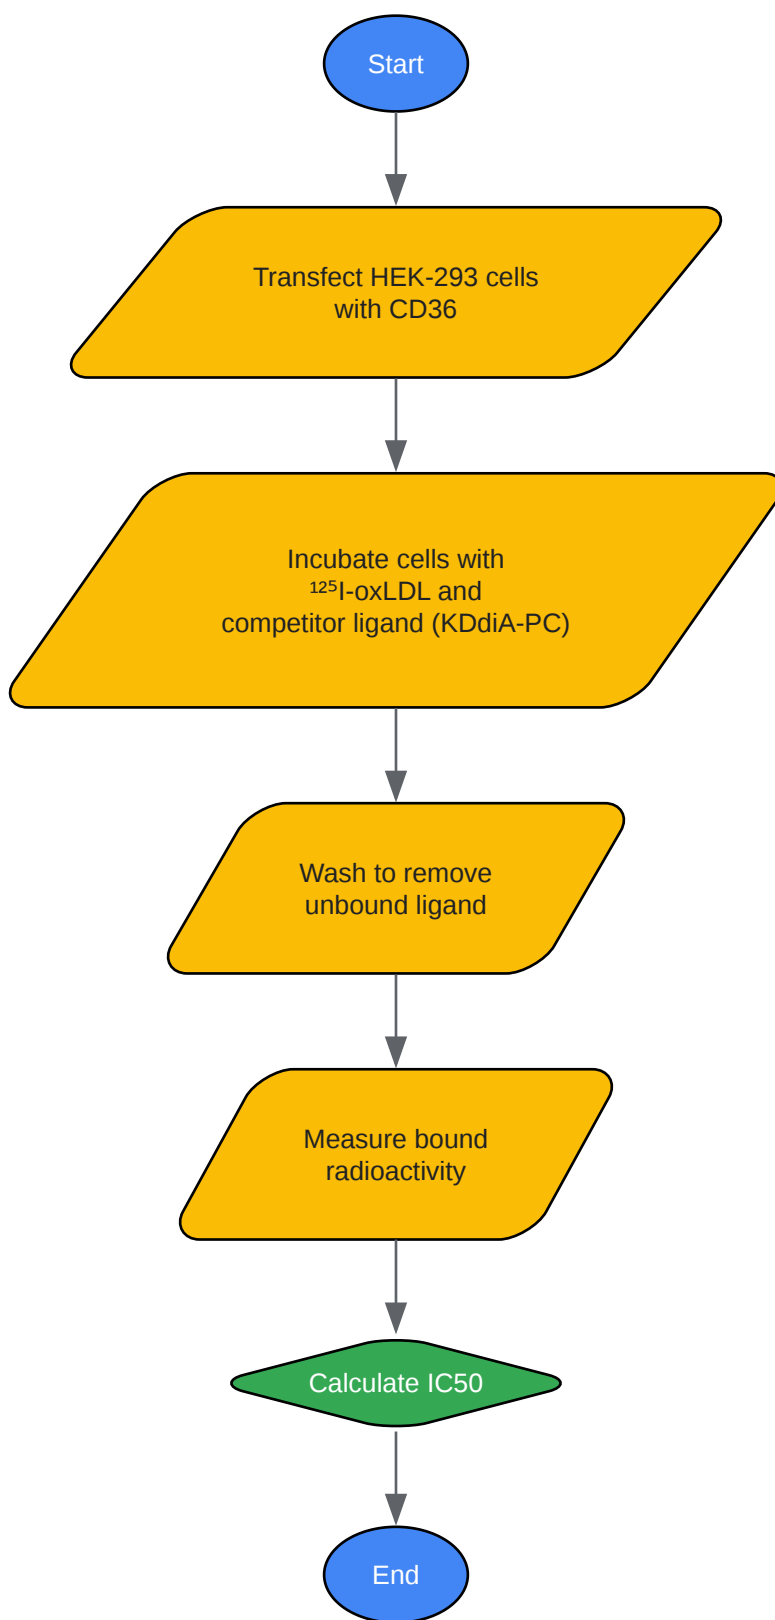 Start
Transfect HEK-293 cells
with CD36
Incubate cells with
¹²⁵I-oxLDL and
competitor ligand (KDdiA-PC)
Wash to remove
unbound ligand
Measure bound
radioactivity
Calculate IC50
End